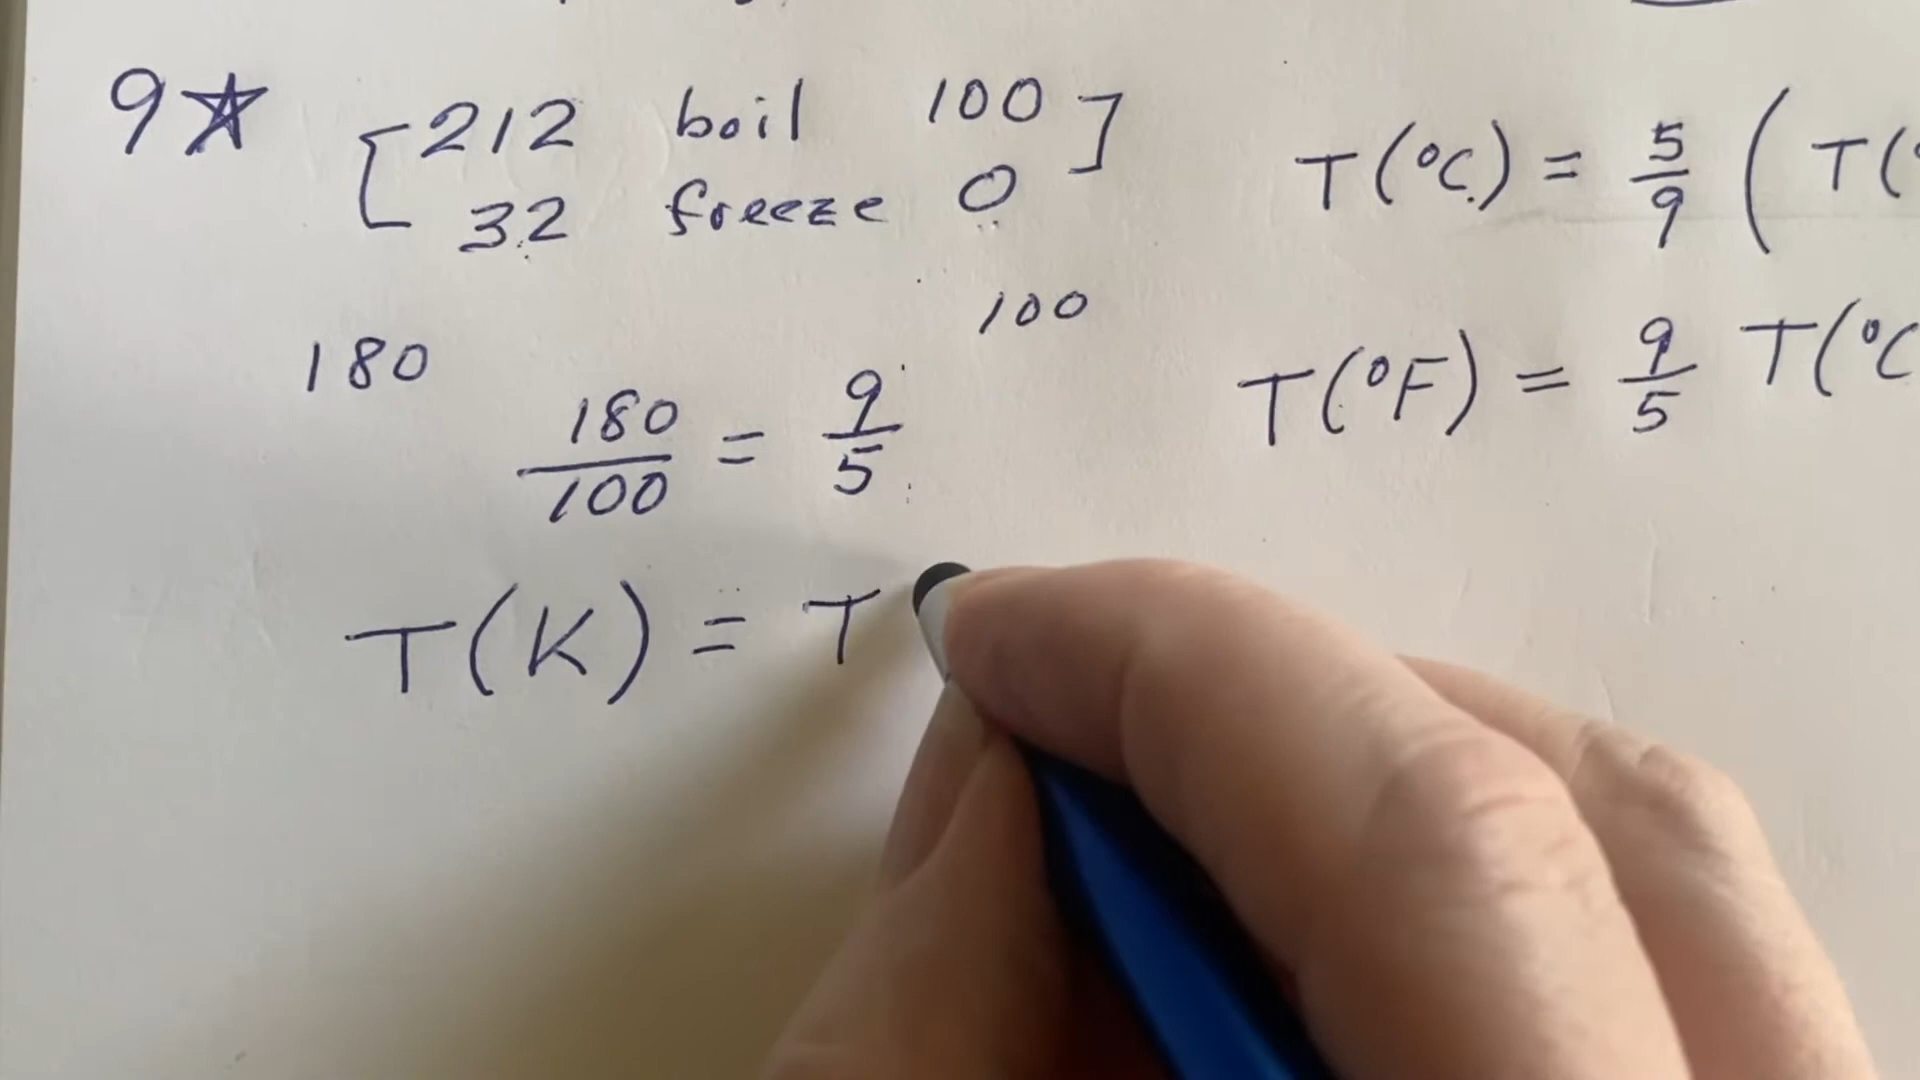 9☆ [212 boil 100]
32 freeze 0
180
100
180/100 = 9/5
T(K) = T
T(°C) = 5/9 ( T(
T(°F) = 9/5 T(°C